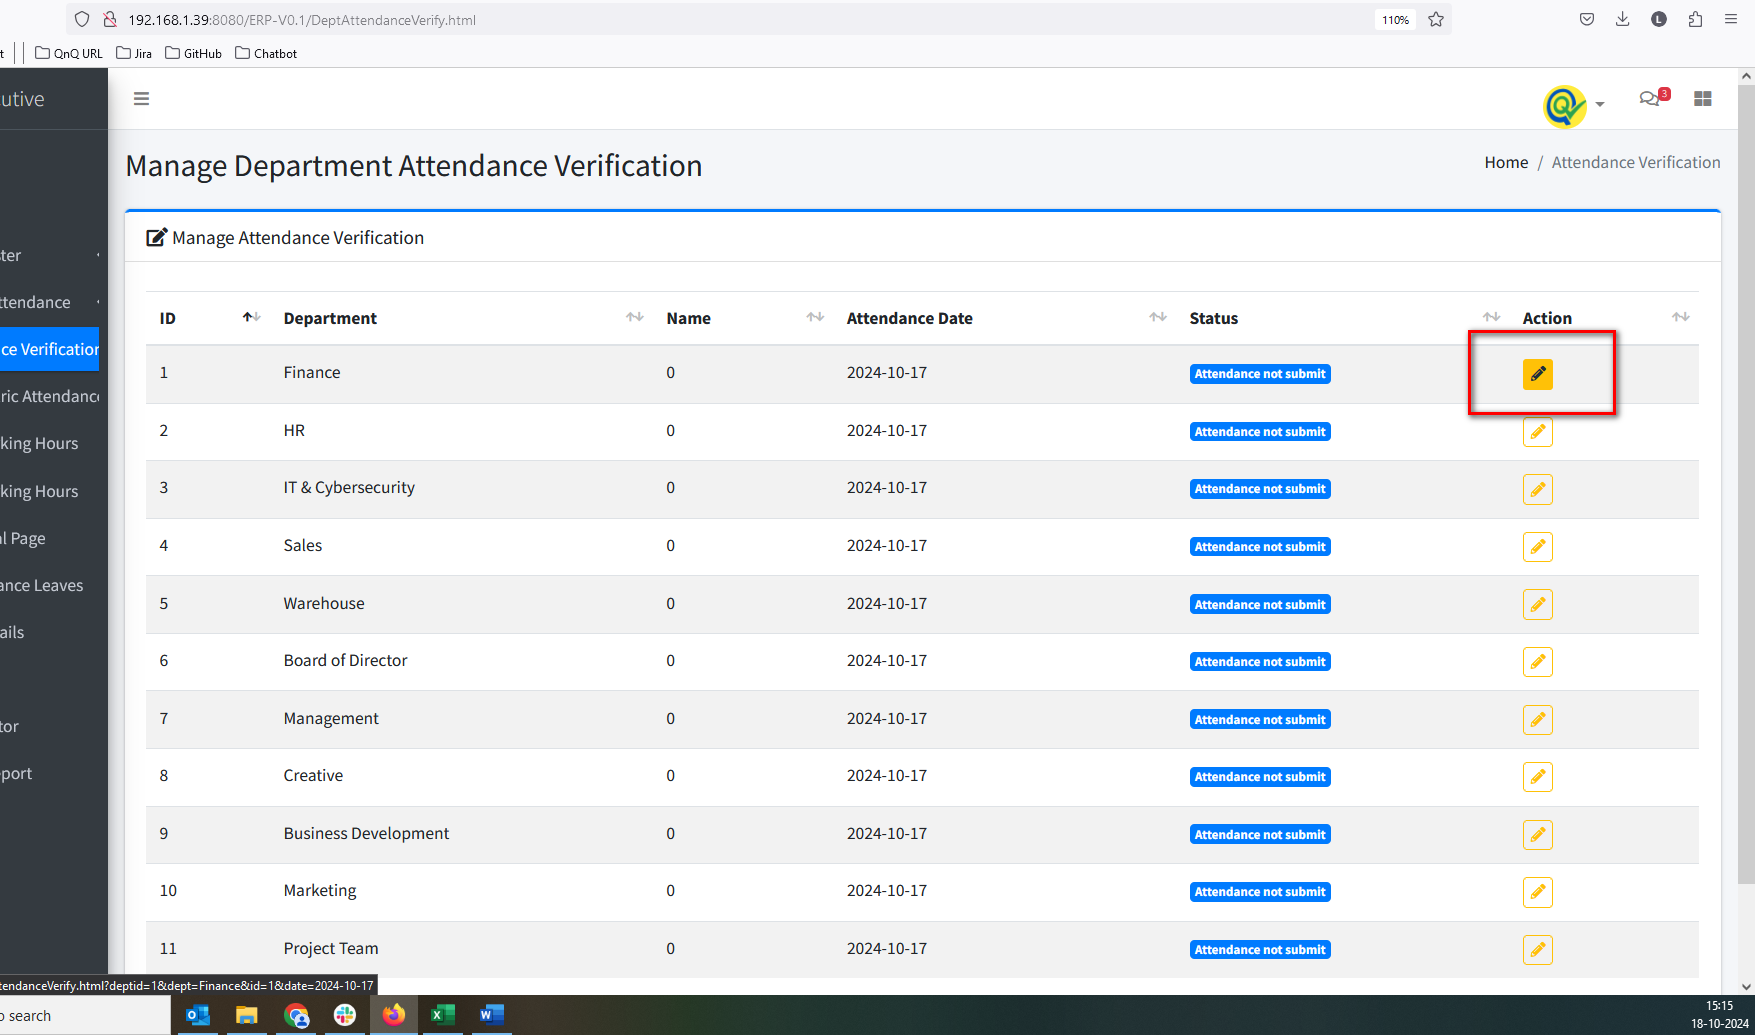 192.168.1.39:8080/ERP-V0.1/DeptAttendanceVerify.html
110%
L
t
QnQ URL
Jira
GitHub
Chatbot
utive
3
Manage Department Attendance Verification
Home / Attendance Verification
Manage Attendance Verification
ter
ttendance
ce Verification
ric Attendanc
king Hours
king Hours
l Page
ance Leaves
ails
tor
port
ID Department Name Attendance Date Status Action
1 Finance 0 2024-10-17 Attendance not submit
2 HR 0 2024-10-17 Attendance not submit
3 IT & Cybersecurity 0 2024-10-17 Attendance not submit
4 Sales 0 2024-10-17 Attendance not submit
5 Warehouse 0 2024-10-17 Attendance not submit
6 Board of Director 0 2024-10-17 Attendance not submit
7 Management 0 2024-10-17 Attendance not submit
8 Creative 0 2024-10-17 Attendance not submit
9 Business Development 0 2024-10-17 Attendance not submit
10 Marketing 0 2024-10-17 Attendance not submit
11 Project Team 0 2024-10-17 Attendance not submit
tendanceVerify.html?deptid=1&dept=Finance&id=1&date=2024-10-17
o search
15:15
18-10-2024